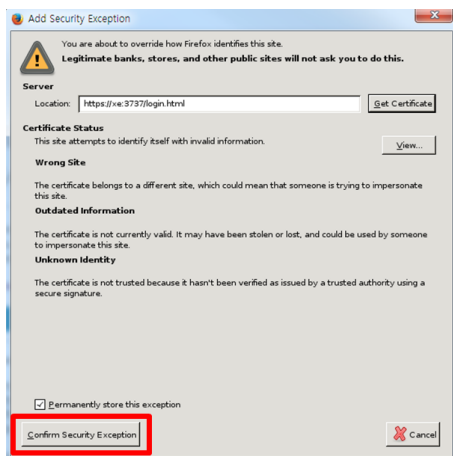 Add Security Exception
You are about to override how Firefox identifies this site.
Legitimate banks, stores, and other public sites will not ask you to do this.
Server
Location: https://xe:3737/login.html Get Certificate
Certificate Status
This site attempts to identify itself with invalid information.
View...
Wrong Site
The certificate belongs to a different site, which could mean that someone is trying to impersonate
this site.
Outdated Information
The certificate is not currently valid. It may have been stolen or lost, and could be used by someone
to impersonate this site.
Unknown Identity
The certificate is not trusted because it hasn't been verified as issued by a trusted authority using a
secure signature.
Permanently store this exception
Confirm Security Exception Cancel